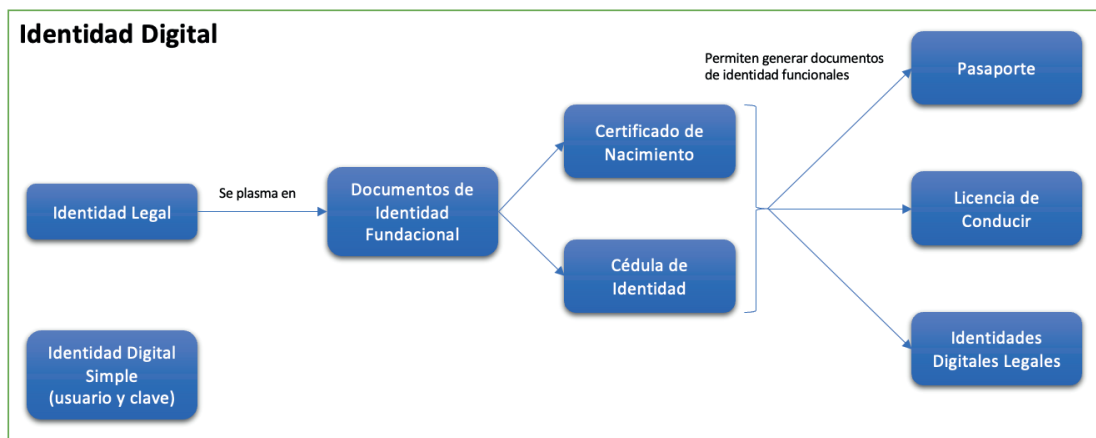 Identidad Digital
Permiten generar documentos
de identidad funcionales
Pasaporte
Certificado de
Nacimiento
Se plasma en
Identidad Legal
Documentos de
Identidad
Fundacional
Licencia de
Conducir
Cédula de
Identidad
Identidad Digital
Simple
(usuario y clave)
Identidades
Digitales Legales